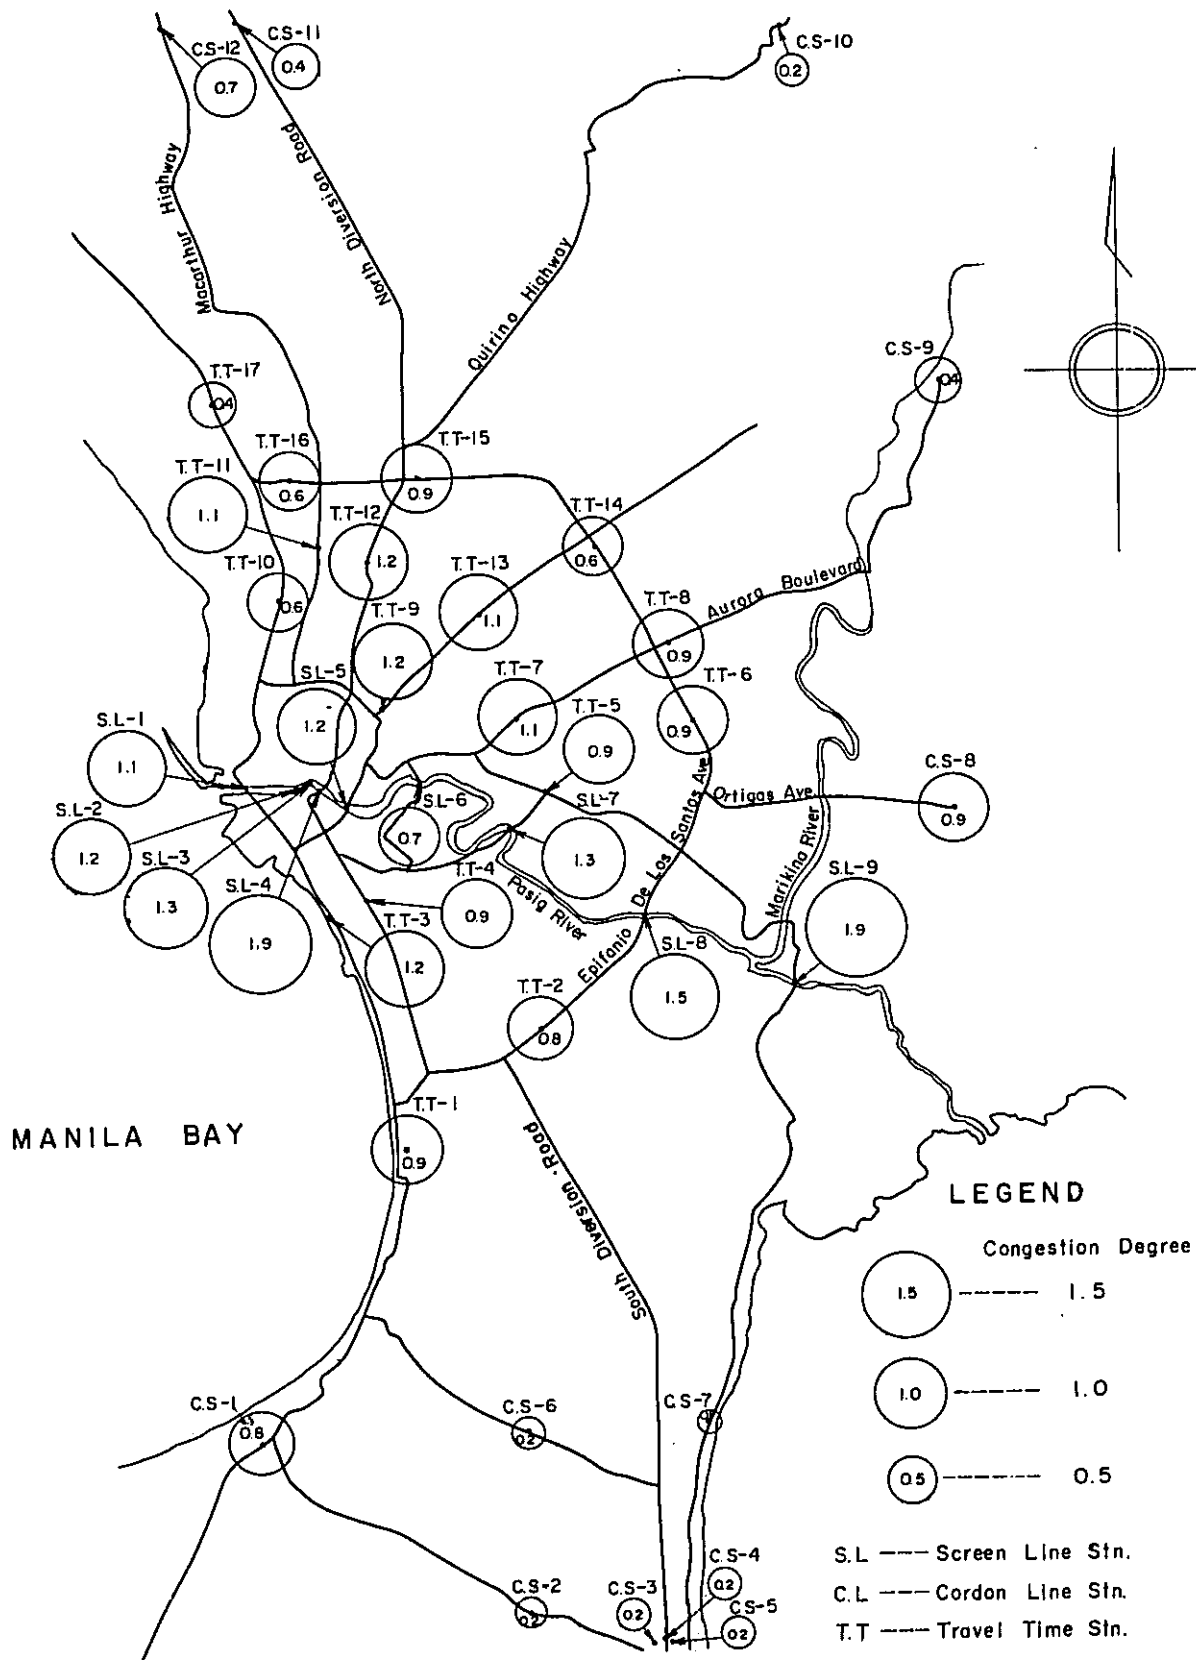 C.S-12
C.S-11
C.S-10
0.7
0.4
0.2
Macarthur Highway
North Diversion Road
Quirino Highway
C.S-9
0.4
T.T-17
0.4
T.T-16
0.6
T.T-15
0.9
T.T-11
1.1
T.T-12
1.2
T.T-14
0.6
T.T-10
0.6
T.T-13
1.1
T.T-9
1.2
T.T-8
0.9
Aurora Boulevard
S.L-5
1.2
T.T-7
1.1
T.T-6
0.9
T.T-5
0.9
S.L-1
1.1
S.L-2
1.2
S.L-3
1.3
S.L-4
1.9
S.L-6
0.7
S.L-7
1.3
C.S-8
0.9
Ortigas Ave.
Epifanio De Los Santos Ave.
Marikina River
Pasig River
S.L-9
1.9
T.T-4
0.9
T.T-3
1.2
S.L-8
1.5
T.T-2
0.8
T.T-1
0.9
MANILA BAY
South Diversion Road
LEGEND
Congestion Degree
1.5 1.5
1.0 1.0
0.5 0.5
C.S-1
0.8
C.S-6
0.2
C.S-7
C.S-2
0.2
C.S-3
0.2
C.S-4
0.2
C.S-5
0.2
S.L --- Screen Line Stn.
C.L --- Cordon Line Stn.
T.T --- Travel Time Stn.